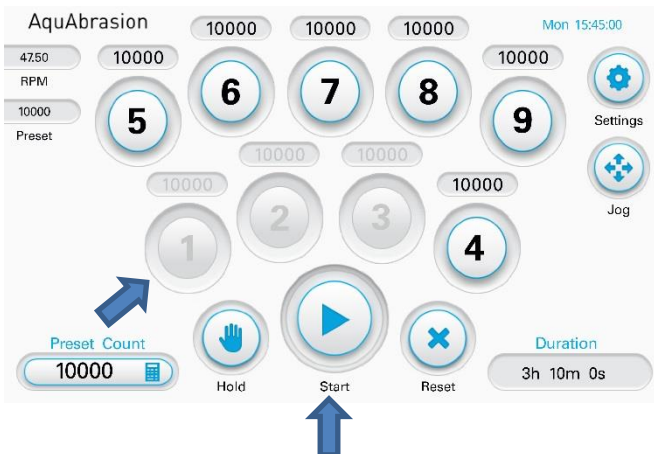 AquAbrasion
Mon 15:45:00
10000 10000 10000
47.50
RPM
10000 10000
5 6 7 8 9
10000
Preset
Settings
10000 10000
10000 10000
1 2 3 4
Jog
Preset Count
10000
Hold
Start
Reset
Duration
3h 10m 0s